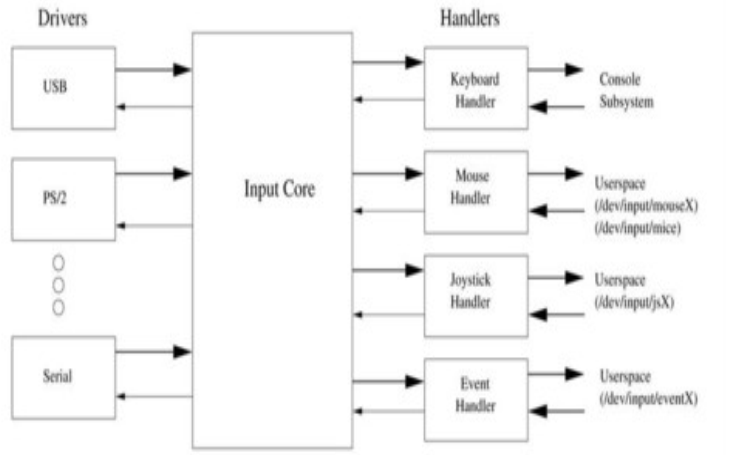 Drivers
Handlers
USB
PS/2
Serial
Input Core
Keyboard
Handler
Mouse
Handler
Joystick
Handler
Event
Handler
Console
Subsystem
Userspace
(/dev/input/mouseX)
(/dev/input/mice)
Userspace
(/dev/input/jsX)
Userspace
(/dev/input/eventX)